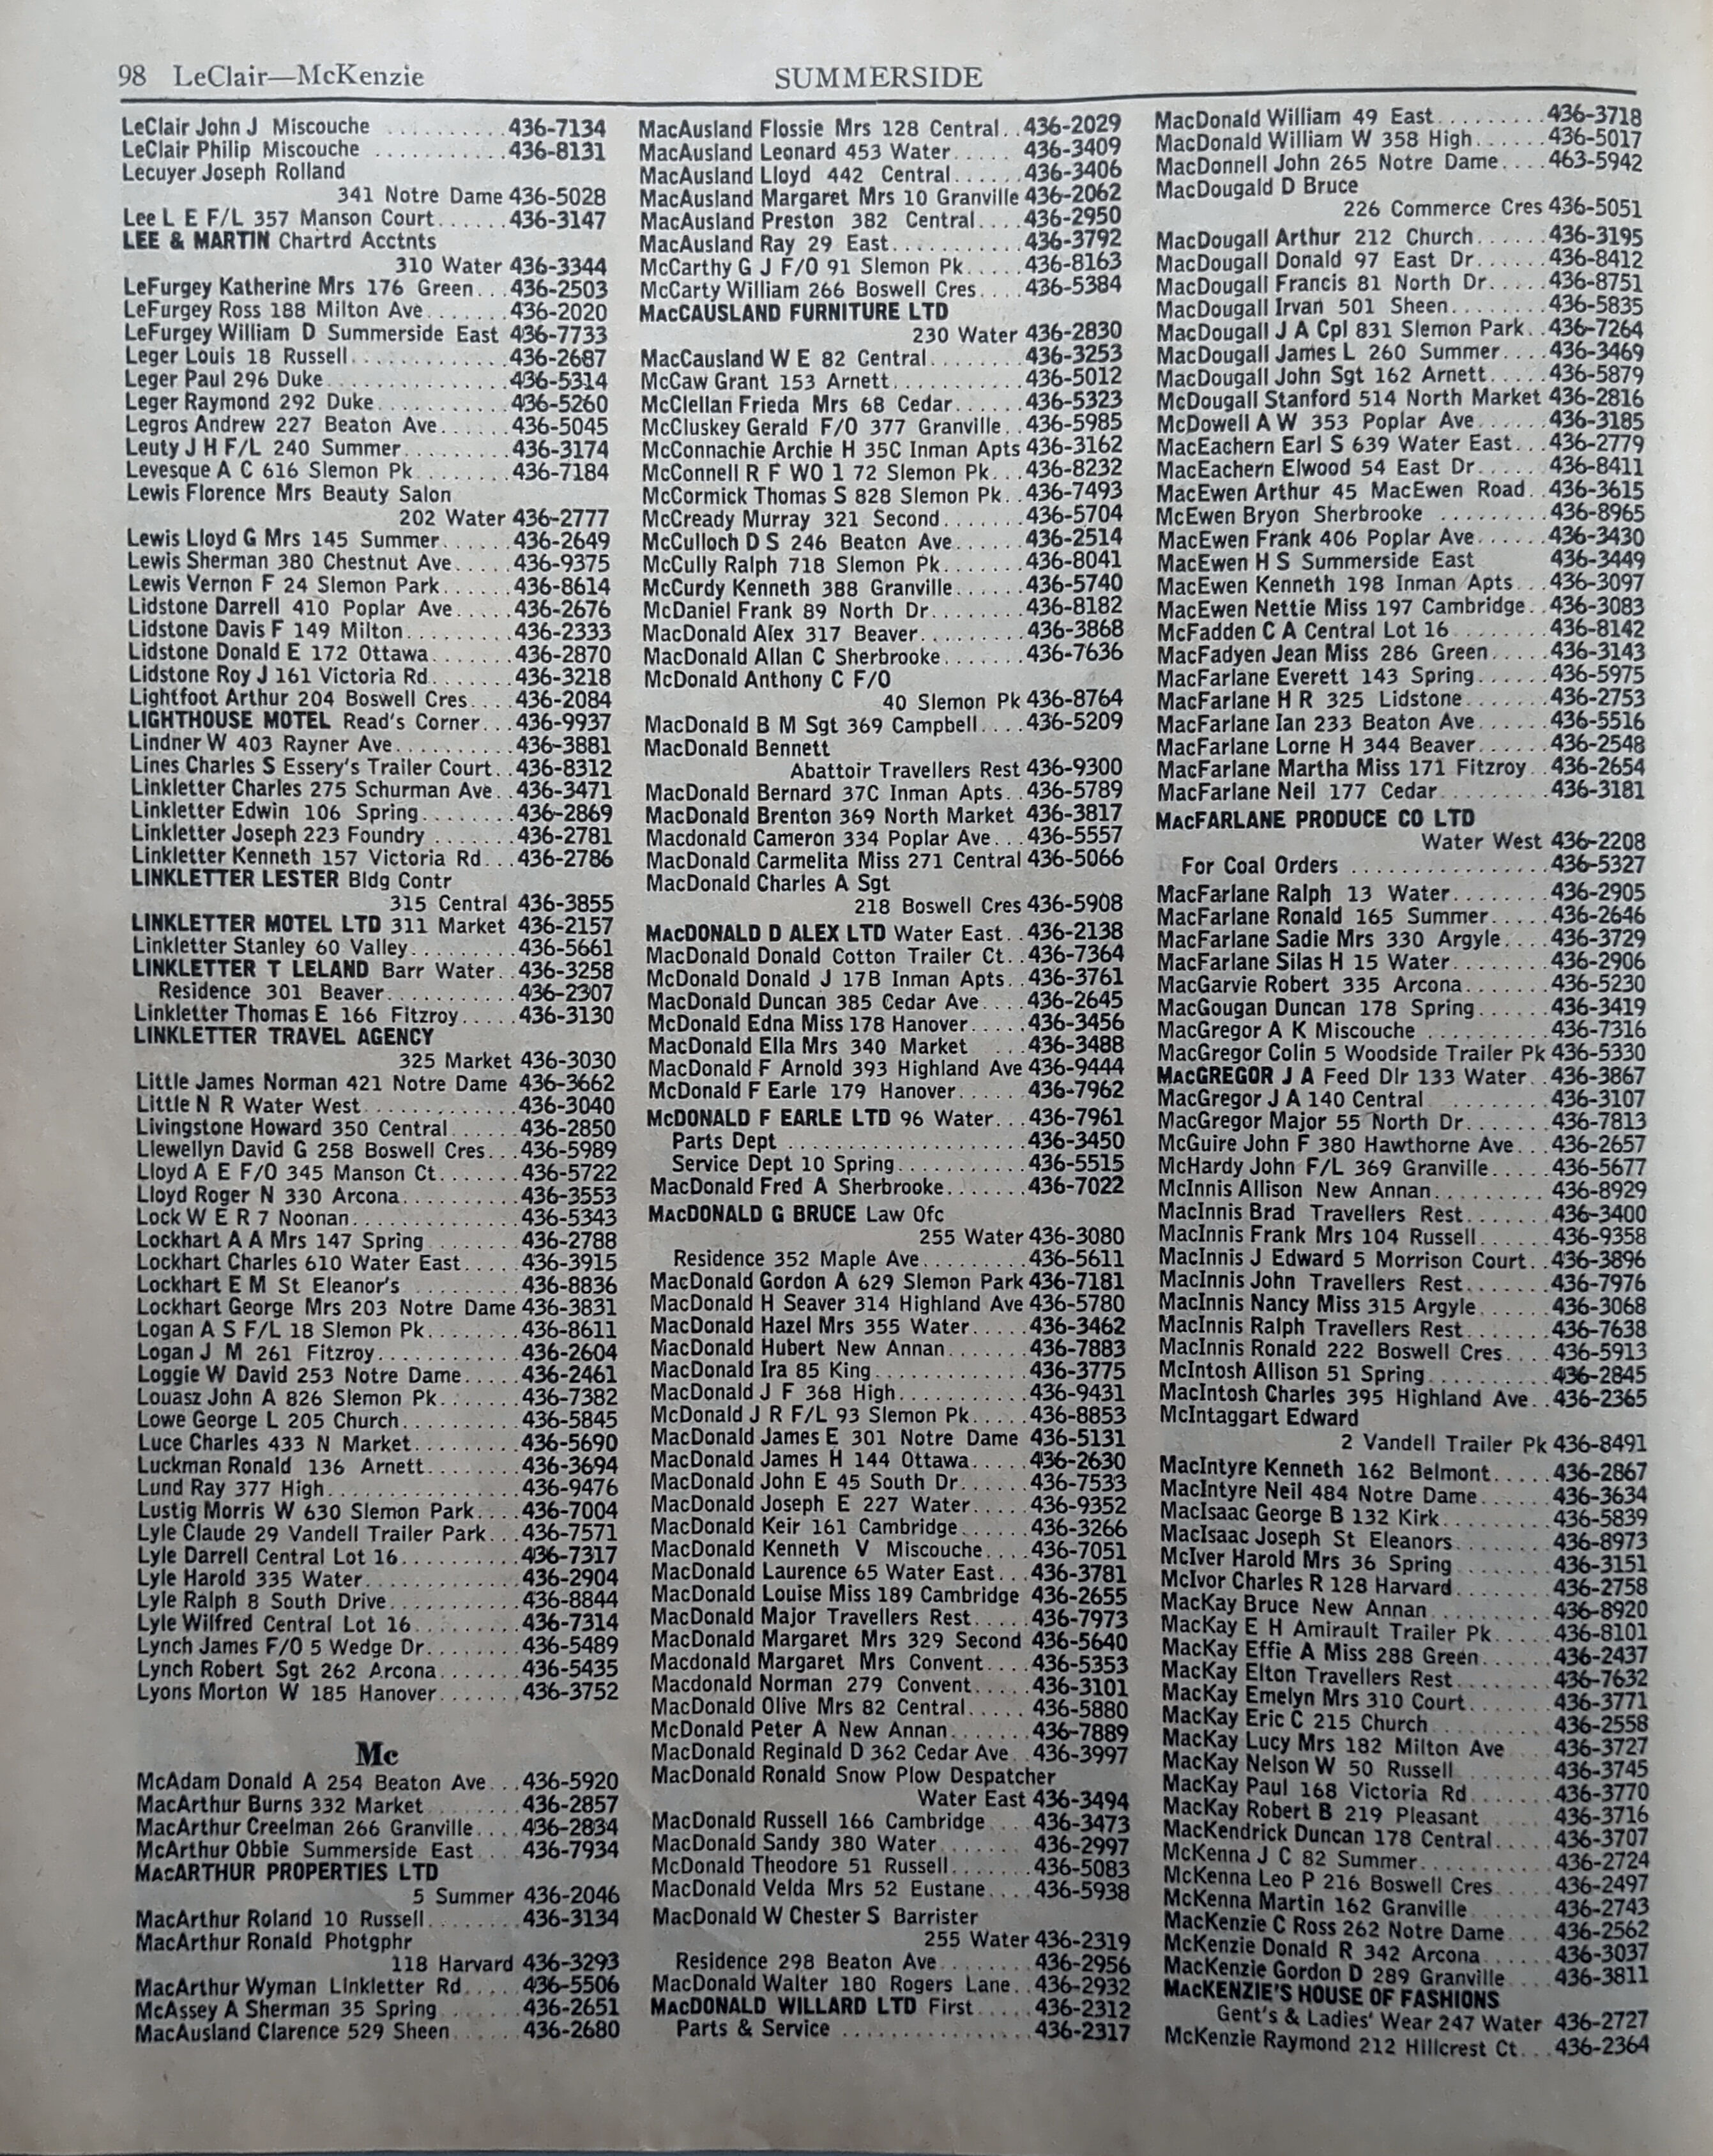 98 LeClair—McKenzie
SUMMERSIDE
LeClair John J Miscouche .......... 436-7134
LeClair Philip Miscouche ........... 436-8131
Lecuyer Joseph Rolland
341 Notre Dame 436-5028
Lee L E F/L 357 Manson Court...... 436-3147
LEE & MARTIN Chartrd Acctnts
310 Water 436-3344
LeFurgey Katherine Mrs 176 Green... 436-2503
LeFurgey Ross 188 Milton Ave....... 436-2020
LeFurgey William D Summerside East 436-7733
Leger Louis 18 Russell............. 436-2687
Leger Paul 296 Duke............... 436-5314
Leger Raymond 292 Duke........... 436-5260
Legros Andrew 227 Beaton Ave...... 436-5045
Leuty J H F/L 240 Summer......... 436-3174
Levesque A C 616 Slemon Pk........ 436-7184
Lewis Florence Mrs Beauty Salon
202 Water 436-2777
Lewis Lloyd G Mrs 145 Summer...... 436-2649
Lewis Sherman 380 Chestnut Ave..... 436-9375
Lewis Vernon F 24 Slemon Park...... 436-8614
Lidstone Darrell 410 Poplar Ave..... 436-2676
Lidstone Davis F 149 Milton......... 436-2333
Lidstone Donald E 172 Ottawa....... 436-2870
Lidstone Roy J 161 Victoria Rd....... 436-3218
Lightfoot Arthur 204 Boswell Cres.... 436-2084
LIGHTHOUSE MOTEL Read's Corner... 436-9937
Lindner W 403 Rayner Ave.......... 436-3881
Lines Charles S Essery's Trailer Court.. 436-8312
Linkletter Charles 275 Schurman Ave.. 436-3471
Linkletter Edwin 106 Spring........ 436-2869
Linkletter Joseph 223 Foundry ....... 436-2781
Linkletter Kenneth 157 Victoria Rd... 436-2786
LINKLETTER LESTER Bldg Contr
315 Central 436-3855
LINKLETTER MOTEL LTD 311 Market 436-2157
Linkletter Stanley 60 Valley......... 436-5661
LINKLETTER T LELAND Barr Water.. 436-3258
Residence 301 Beaver........... 436-2307
Linkletter Thomas E 166 Fitzroy..... 436-3130
LINKLETTER TRAVEL AGENCY
325 Market 436-3030
Little James Norman 421 Notre Dame 436-3662
Little N R Water West............. 436-3040
Livingstone Howard 350 Central...... 436-2850
Llewellyn David G 258 Boswell Cres... 436-5989
Lloyd A E F/O 345 Manson Ct....... 436-5722
Lloyd Roger N 330 Arcona.......... 436-3553
Lock W E R 7 Noonan.............. 436-5343
Lockhart A A Mrs 147 Spring ....... 436-2788
Lockhart Charles 610 Water East..... 436-3915
Lockhart E M St Eleanor's ......... 436-8836
Lockhart George Mrs 203 Notre Dame 436-3831
Logan A S F/L 18 Slemon Pk........ 436-8611
Logan J M 261 Fitzroy............. 436-2604
Loggie W David 253 Notre Dame..... 436-2461
Louasz John A 826 Slemon Pk....... 436-7382
Lowe George L 205 Church.......... 436-5845
Luce Charles 433 N Market......... 436-5690
Luckman Ronald 136 Arnett........ 436-3694
Lund Ray 377 High................ 436-9476
Lustig Morris W 630 Slemon Park.... 436-7004
Lyle Claude 29 Vandell Trailer Park... 436-7571
Lyle Darrell Central Lot 16.......... 436-7317
Lyle Harold 335 Water............. 436-2904
Lyle Ralph 8 South Drive........... 436-8844
Lyle Wilfred Central Lot 16......... 436-7314
Lynch James F/O 5 Wedge Dr........ 436-5489
Lynch Robert Sgt 262 Arcona....... 436-5435
Lyons Morton W 185 Hanover....... 436-3752
Mc
McAdam Donald A 254 Beaton Ave... 436-5920
MacArthur Burns 332 Market ....... 436-2857
MacArthur Creelman 266 Granville.... 436-2834
McArthur Obbie Summerside East.... 436-7934
MACARTHUR PROPERTIES LTD
5 Summer 436-2046
MacArthur Roland 10 Russell........ 436-3134
MacArthur Ronald Photgphr
118 Harvard 436-3293
MacArthur Wyman Linkletter Rd..... 436-5506
McAssey A Sherman 35 Spring....... 436-2651
MacAusland Clarence 529 Sheen...... 436-2680
MacAusland Flossie Mrs 128 Central.. 436-2029
MacAusland Leonard 453 Water..... 436-3409
MacAusland Lloyd 442 Central...... 436-3406
MacAusland Margaret Mrs 10 Granville 436-2062
MacAusland Preston 382 Central.... 436-2950
MacAusland Ray 29 East........... 436-3792
McCarthy G J F/O 91 Slemon Pk..... 436-8163
McCarty William 266 Boswell Cres.... 436-5384
MACCAUSLAND FURNITURE LTD
230 Water 436-2830
MacCausland W E 82 Central........ 436-3253
McCaw Grant 153 Arnett........... 436-5012
McClellan Frieda Mrs 68 Cedar...... 436-5323
McCluskey Gerald F/O 377 Granville.. 436-5985
McConnachie Archie H 35C Inman Apts 436-3162
McConnell R F WO 1 72 Slemon Pk... 436-8232
McCormick Thomas S 828 Slemon Pk.. 436-7493
McCready Murray 321 Second....... 436-5704
McCulloch D S 246 Beaton Ave...... 436-2514
McCully Ralph 718 Slemon Pk....... 436-8041
McCurdy Kenneth 388 Granville...... 436-5740
McDaniel Frank 89 North Dr........ 436-8182
MacDonald Alex 317 Beaver......... 436-3868
MacDonald Allan C Sherbrooke....... 436-7636
McDonald Anthony C F/O
40 Slemon Pk 436-8764
MacDonald B M Sgt 369 Campbell.... 436-5209
MacDonald Bennett
Abattoir Travellers Rest 436-9300
MacDonald Bernard 37C Inman Apts.. 436-5789
MacDonald Brenton 369 North Market 436-3817
Macdonald Cameron 334 Poplar Ave... 436-5557
MacDonald Carmelita Miss 271 Central 436-5066
MacDonald Charles A Sgt
218 Boswell Cres 436-5908
MACDONALD D ALEX LTD Water East.. 436-2138
MacDonald Donald Cotton Trailer Ct.. 436-7364
McDonald Donald J 17B Inman Apts.. 436-3761
MacDonald Duncan 385 Cedar Ave.... 436-2645
McDonald Edna Miss 178 Hanover..... 436-3456
MacDonald Ella Mrs 340 Market ... 436-3488
MacDonald F Arnold 393 Highland Ave 436-9444
McDonald F Earle 179 Hanover...... 436-7962
MCDONALD F EARLE LTD 96 Water... 436-7961
Parts Dept ..................... 436-3450
Service Dept 10 Spring........... 436-5515
MacDonald Fred A Sherbrooke....... 436-7022
MACDONALD G BRUCE Law Ofc
255 Water 436-3080
Residence 352 Maple Ave......... 436-5611
MacDonald Gordon A 629 Slemon Park 436-7181
MacDonald H Seaver 314 Highland Ave 436-5780
MacDonald Hazel Mrs 355 Water..... 436-3462
MacDonald Hubert New Annan....... 436-7883
MacDonald Ira 85 King............. 436-3775
MacDonald J F 368 High........... 436-9431
McDonald J R F/L 93 Slemon Pk..... 436-8853
MacDonald James E 301 Notre Dame 436-5131
MacDonald James H 144 Ottawa..... 436-2630
MacDonald John E 45 South Dr...... 436-7533
MacDonald Joseph E 227 Water..... 436-9352
MacDonald Keir 161 Cambridge...... 436-3266
MacDonald Kenneth V Miscouche.... 436-7051
MacDonald Laurence 65 Water East... 436-3781
MacDonald Louise Miss 189 Cambridge 436-2655
MacDonald Major Travellers Rest..... 436-7973
MacDonald Margaret Mrs 329 Second 436-5640
Macdonald Margaret Mrs Convent.... 436-5353
Macdonald Norman 279 Convent..... 436-3101
MacDonald Olive Mrs 82 Central..... 436-5880
McDonald Peter A New Annan....... 436-7889
MacDonald Reginald D 362 Cedar Ave.. 436-3997
MacDonald Ronald Snow Plow Despatcher
Water East 436-3494
MacDonald Russell 166 Cambridge .... 436-3473
MacDonald Sandy 380 Water........ 436-2997
McDonald Theodore 51 Russell....... 436-5083
MacDonald Velda Mrs 52 Eustane.... 436-5938
MacDonald W Chester S Barrister
255 Water 436-2319
Residence 298 Beaton Ave........ 436-2956
MacDonald Walter 180 Rogers Lane.. 436-2932
MACDONALD WILLARD LTD First..... 436-2312
Parts & Service ................ 436-2317
MacDonald William 49 East......... 436-3718
MacDonald William W 358 High...... 436-5017
MacDonnell John 265 Notre Dame.... 463-5942
MacDougald D Bruce
226 Commerce Cres 436-5051
MacDougall Arthur 212 Church...... 436-3195
MacDougall Donald 97 East Dr...... 436-8412
MacDougall Francis 81 North Dr..... 436-8751
MacDougall Irvan 501 Sheen........ 436-5835
MacDougall J A Cpl 831 Slemon Park.. 436-7264
MacDougall James L 260 Summer.... 436-3469
MacDougall John Sgt 162 Arnett..... 436-5879
McDougall Stanford 514 North Market 436-2816
McDowell A W 353 Poplar Ave...... 436-3185
MacEachern Earl S 639 Water East... 436-2779
MacEachern Elwood 54 East Dr...... 436-8411
MacEwen Arthur 45 MacEwen Road.. 436-3615
McEwen Bryon Sherbrooke ......... 436-8965
MacEwen Frank 406 Poplar Ave...... 436-3430
MacEwen H S Summerside East 436-3449
MacEwen Kenneth 198 Inman Apts... 436-3097
MacEwen Nettie Miss 197 Cambridge.. 436-3083
McFadden C A Central Lot 16........ 436-8142
MacFadyen Jean Miss 286 Green..... 436-3143
MacFarlane Everett 143 Spring...... 436-5975
MacFarlane H R 325 Lidstone....... 436-2753
MacFarlane Ian 233 Beaton Ave...... 436-5516
MacFarlane Lorne H 344 Beaver...... 436-2548
MacFarlane Martha Miss 171 Fitzroy.. 436-2654
MacFarlane Neil 177 Cedar......... 436-3181
MACFARLANE PRODUCE CO LTD
Water West 436-2208
For Coal Orders ................ 436-5327
MacFarlane Ralph 13 Water......... 436-2905
MacFarlane Ronald 165 Summer..... 436-2646
MacFarlane Sadie Mrs 330 Argyle.... 436-3729
MacFarlane Silas H 15 Water........ 436-2906
MacGarvie Robert 335 Arcona....... 436-5230
MacGougan Duncan 178 Spring...... 436-3419
MacGregor A K Miscouche .......... 436-7316
MacGregor Colin 5 Woodside Trailer Pk 436-5330
MACGREGOR J A Feed Dlr 133 Water.. 436-3867
MacGregor J A 140 Central ......... 436-3107
MacGregor Major 55 North Dr....... 436-7813
McGuire John F 380 Hawthorne Ave... 436-2657
McHardy John F/L 369 Granville..... 436-5677
McInnis Allison New Annan......... 436-8929
MacInnis Brad Travellers Rest....... 436-3400
MacInnis Frank Mrs 104 Russell...... 436-9358
MacInnis J Edward 5 Morrison Court.. 436-3896
MacInnis John Travellers Rest....... 436-7976
MacInnis Nancy Miss 315 Argyle...... 436-3068
MacInnis Ralph Travellers Rest....... 436-7638
MacInnis Ronald 222 Boswell Cres.... 436-5913
McIntosh Allison 51 Spring.......... 436-2845
MacIntosh Charles 395 Highland Ave.. 436-2365
McIntaggart Edward
2 Vandell Trailer Pk 436-8491
MacIntyre Kenneth 162 Belmont..... 436-2867
MacIntyre Neil 484 Notre Dame...... 436-3634
MacIsaac George B 132 Kirk......... 436-5839
MacIsaac Joseph St Eleanors........ 436-8973
McIver Harold Mrs 36 Spring ....... 436-3151
McIvor Charles R 128 Harvard....... 436-2758
MacKay Bruce New Annan .......... 436-8920
MacKay E H Amirault Trailer Pk..... 436-8101
MacKay Effie A Miss 288 Green...... 436-2437
MacKay Elton Travellers Rest....... 436-7632
MacKay Emelyn Mrs 310 Court....... 436-3771
MacKay Eric C 215 Church ......... 436-2558
MacKay Lucy Mrs 182 Milton Ave .... 436-3727
MacKay Nelson W 50 Russell........ 436-3745
MacKay Paul 168 Victoria Rd ....... 436-3770
MacKay Robert B 219 Pleasant ...... 436-3716
MacKendrick Duncan 178 Central.... 436-3707
McKenna J C 82 Summer........... 436-2724
McKenna Leo P 216 Boswell Cres..... 436-2497
McKenna Martin 162 Granville ....... 436-2743
MacKenzie C Ross 262 Notre Dame.... 436-2562
McKenzie Donald R 342 Arcona ...... 436-3037
MacKenzie Gordon D 289 Granville .... 436-3811
MACKENZIE'S HOUSE OF FASHIONS
Gent's & Ladies' Wear 247 Water 436-2727
McKenzie Raymond 212 Hillcrest Ct... 436-2364